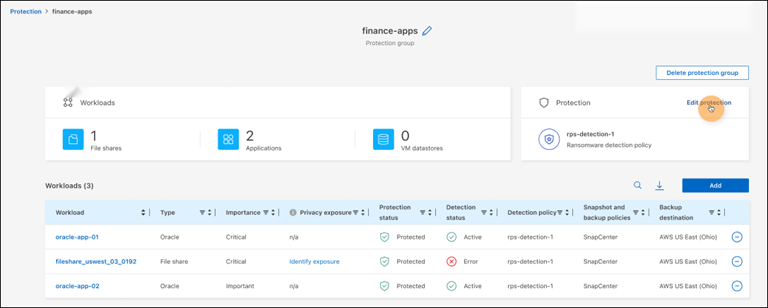 Protection > finance-apps
finance-apps
Protection group
Delete protection group
Workloads
Protection
Edit protection
1
File shares
2
Applications
0
VM datastores
rps-detection-1
Ransomware detection policy
Workloads (3)
Add
Workload Type Importance Privacy exposure Protection status Detection status Detection policy Snapshot and backup policies Backup destination
oracle-app-01 Oracle Critical n/a Protected Active rps-detection-1 SnapCenter AWS US East (Ohio)
fileshare_uswest_03_0192 File share Critical Identify exposure Protected Error rps-detection-1 SnapCenter AWS US East (Ohio)
oracle-app-02 Oracle Important n/a Protected Active rps-detection-1 SnapCenter AWS US East (Ohio)